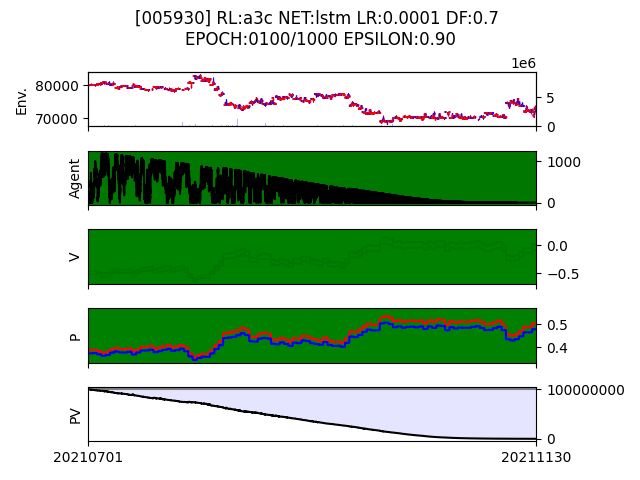 [005930] RL:a3c NET:lstm LR:0.0001 DF:0.7
EPOCH:0100/1000 EPSILON:0.90
1e6
Env.
80000
70000
5
0
Agent
1000
0
V
0.0
−0.5
P
0.5
0.4
PV
100000000
0
20210701
20211130